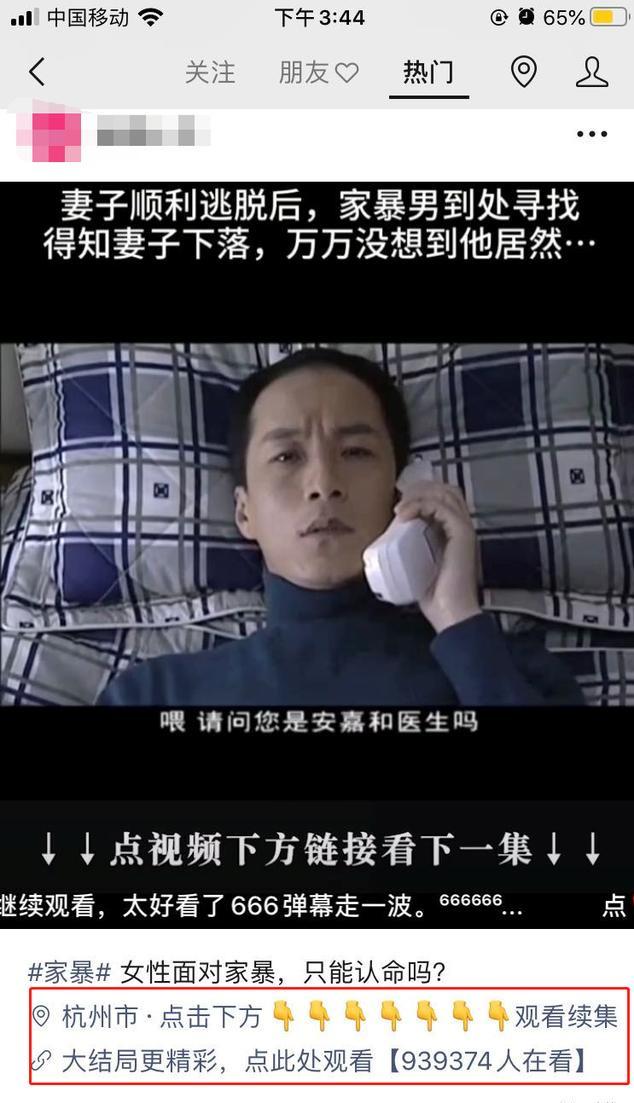 中国移动 下午3:44 65%
关注 朋友♡ 热门
妻子顺利逃脱后，家暴男到处寻找
得知妻子下落，万万没想到他居然…
喂 请问您是安嘉和医生吗
↓↓点视频下方链接看下一集↓↓
继续观看，太好看了666弹幕走一波。666666... 点
#家暴# 女性面对家暴，只能认命吗？
杭州市·点击下方👇👇👇👇👇👇👇观看续集
大结局更精彩，点此处观看【939374人在看】